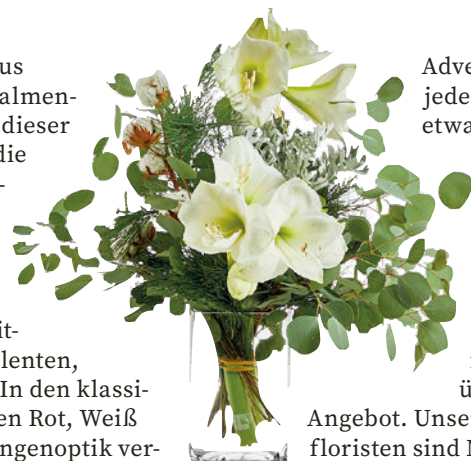 us
almen-
dieser
die
-
it-
lenten,
In den klassi-
en Rot, Weiß
ngenoptik ver-
Adve
jede
etwa
ü
Angebot. Unse
floristen sind